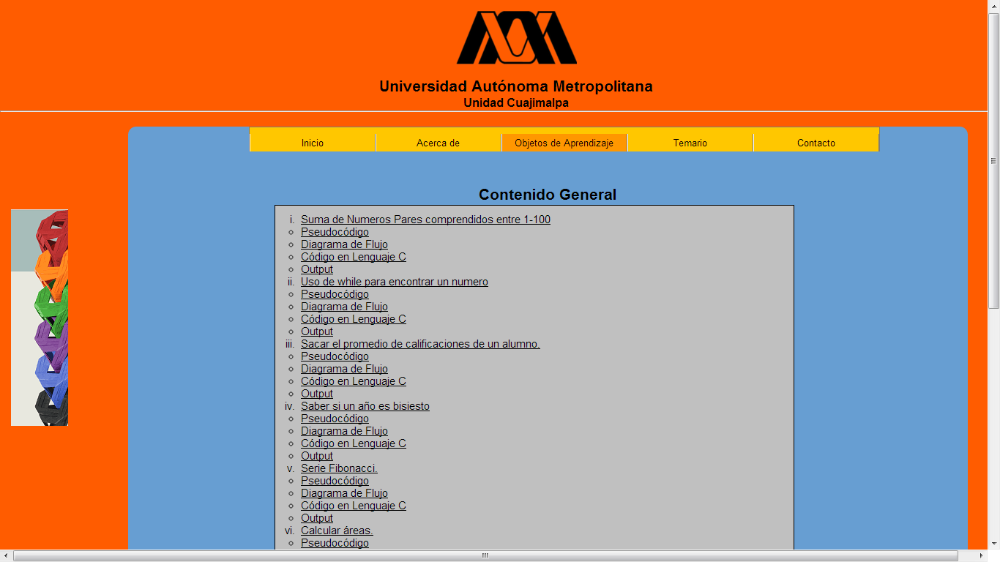 Universidad Autónoma Metropolitana
Unidad Cuajimalpa
Inicio Acerca de Objetos de Aprendizaje Temario Contacto
Contenido General
i. Suma de Numeros Pares comprendidos entre 1-100
Pseudocódigo
Diagrama de Flujo
Código en Lenguaje C
Output
ii. Uso de while para encontrar un numero
Pseudocódigo
Diagrama de Flujo
Código en Lenguaje C
Output
iii. Sacar el promedio de calificaciones de un alumno.
Pseudocódigo
Diagrama de Flujo
Código en Lenguaje C
Output
iv. Saber si un año es bisiesto
Pseudocódigo
Diagrama de Flujo
Código en Lenguaje C
Output
v. Serie Fibonacci.
Pseudocódigo
Diagrama de Flujo
Código en Lenguaje C
Output
vi. Calcular áreas.
Pseudocódigo